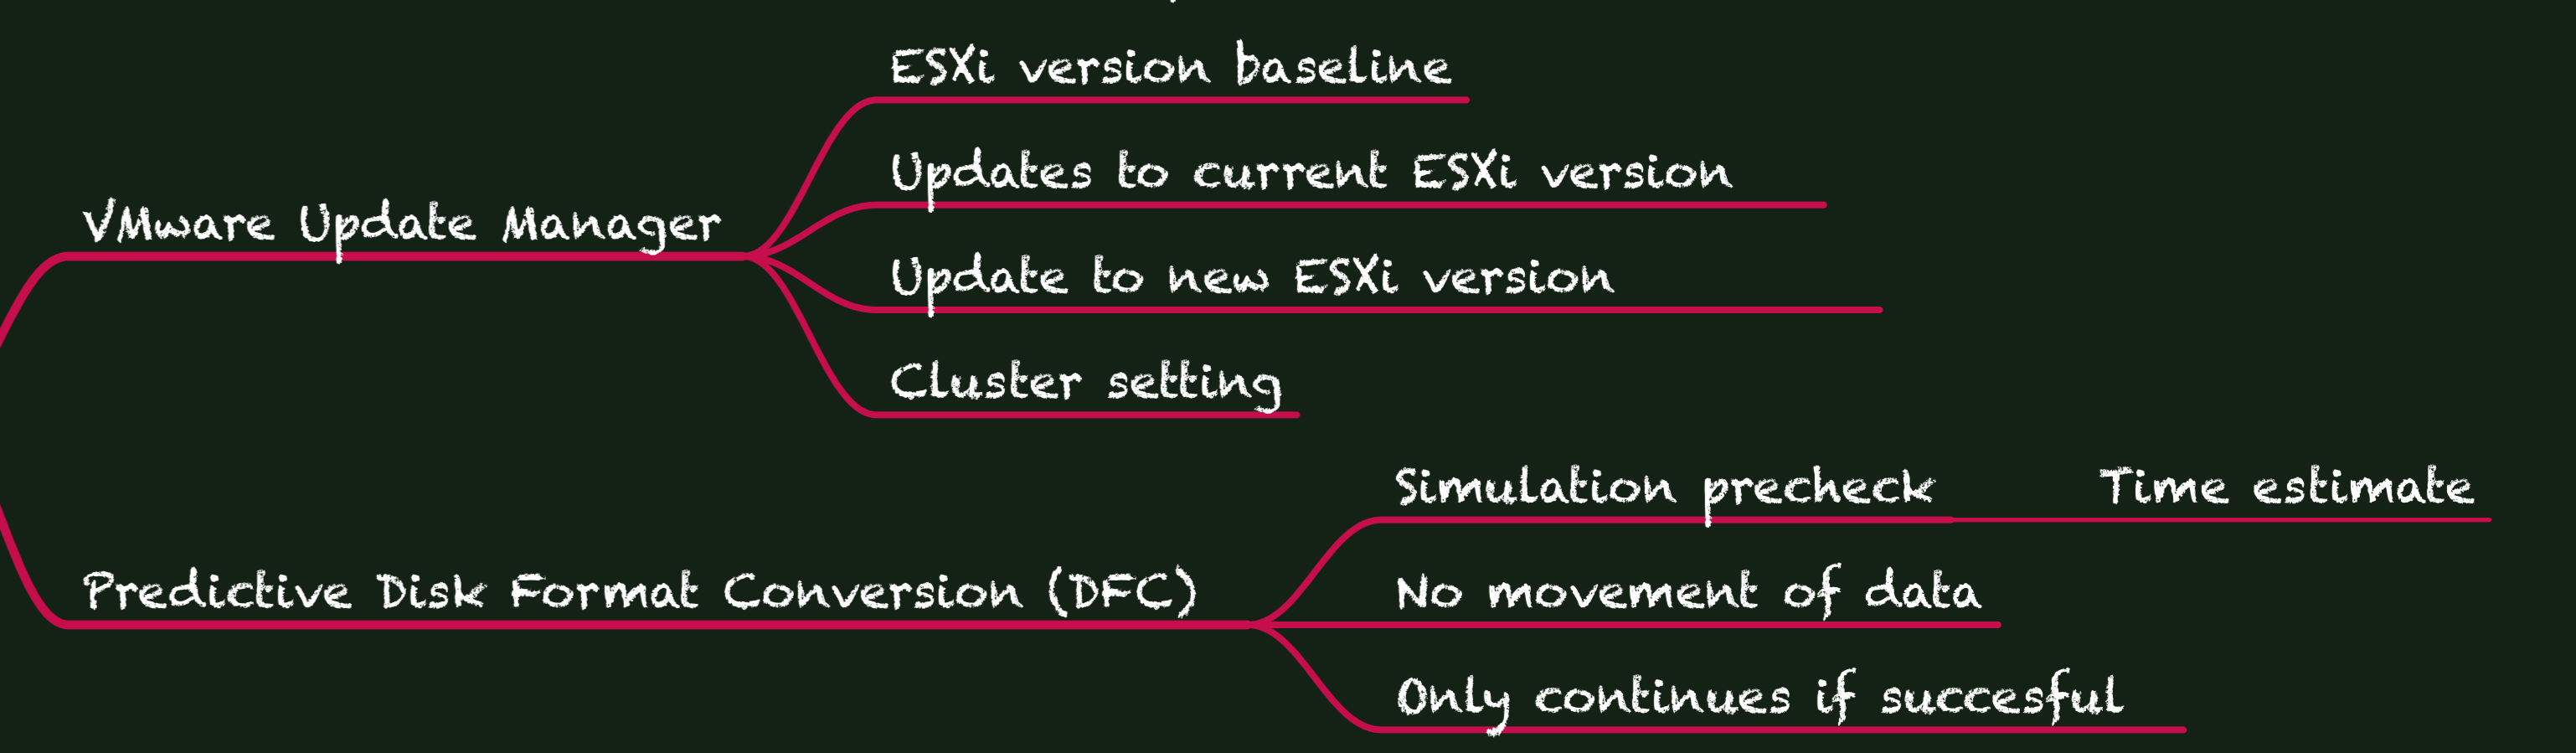 ESXi version baseline
Updates to current ESXi version
VMware Update Manager
Update to new ESXi version
Cluster setting
Simulation precheck
Time estimate
Predictive Disk Format Conversion (DFC)
No movement of data
Only continues if succesful